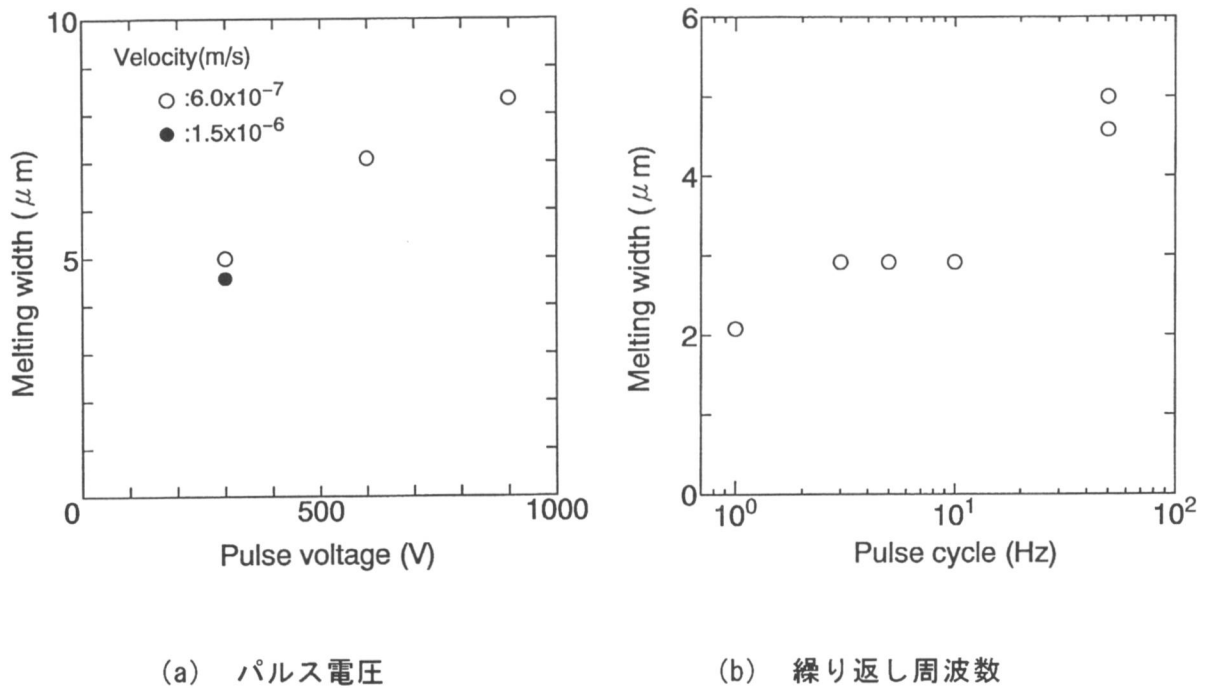 10
Velocity(m/s)
○ :6.0x10⁻⁷
● :1.5x10⁻⁶
5
0
500
1000
Melting width (μm)
Pulse voltage (V)
(a) パルス電圧
6
4
2
0
10⁰
10¹
10²
Melting width (μm)
Pulse cycle (Hz)
(b) 繰り返し周波数